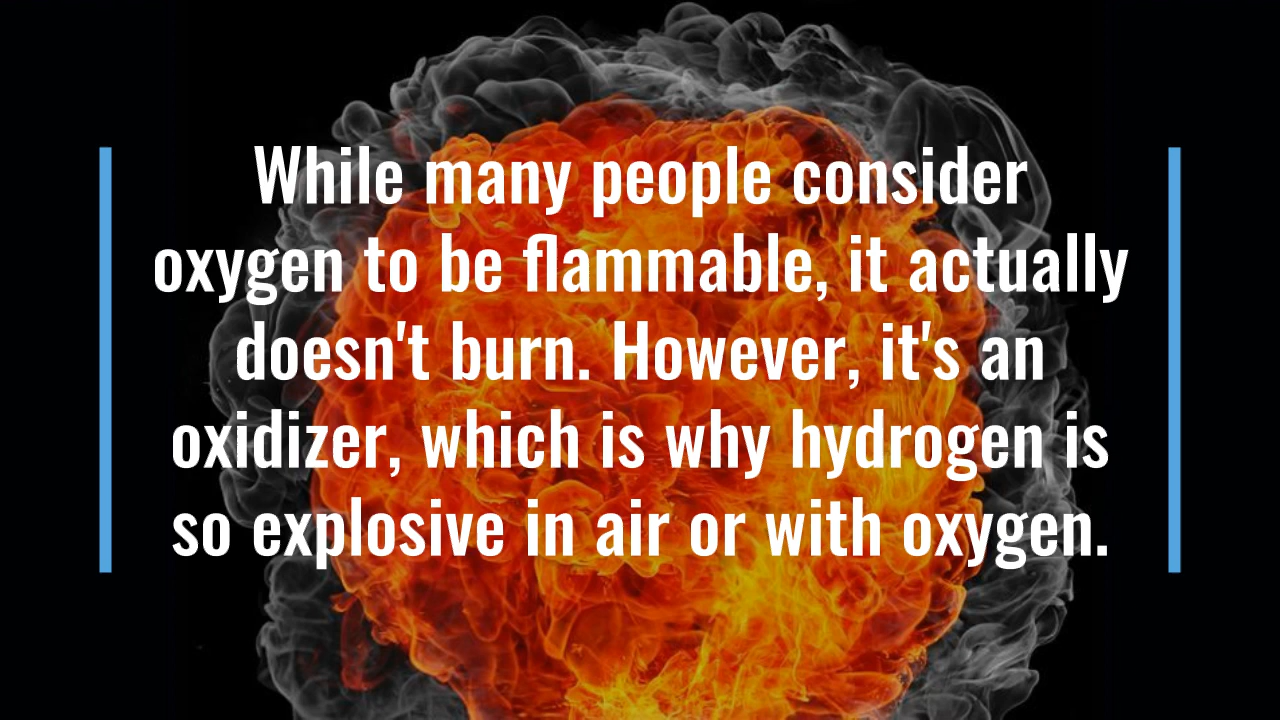 While many people consider
oxygen to be flammable, it actually
doesn't burn. However, it's an
oxidizer, which is why hydrogen is
so explosive in air or with oxygen.